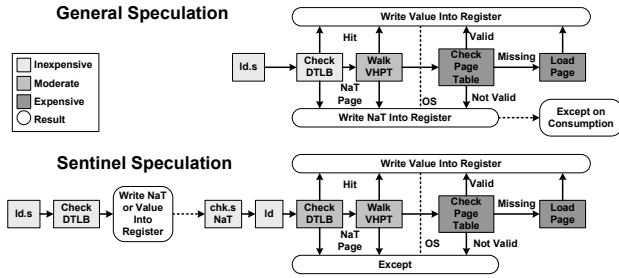 General Speculation
Write Value Into Register
Inexpensive
Moderate
Expensive
Result
Hit
Valid
ld.s
Check
DTLB
Walk
VHPT
Check
Page
Table
Missing
Load
Page
NaT
Page
OS
Not Valid
Write NaT Into Register
Except on
Consumption
Sentinel Speculation
Write Value Into Register
Hit
Valid
ld.s
Check
DTLB
Write NaT
or Value
Into
Register
chk.s
NaT
ld
Check
DTLB
Walk
VHPT
Check
Page
Table
Missing
Load
Page
NaT
Page
OS
Not Valid
Except